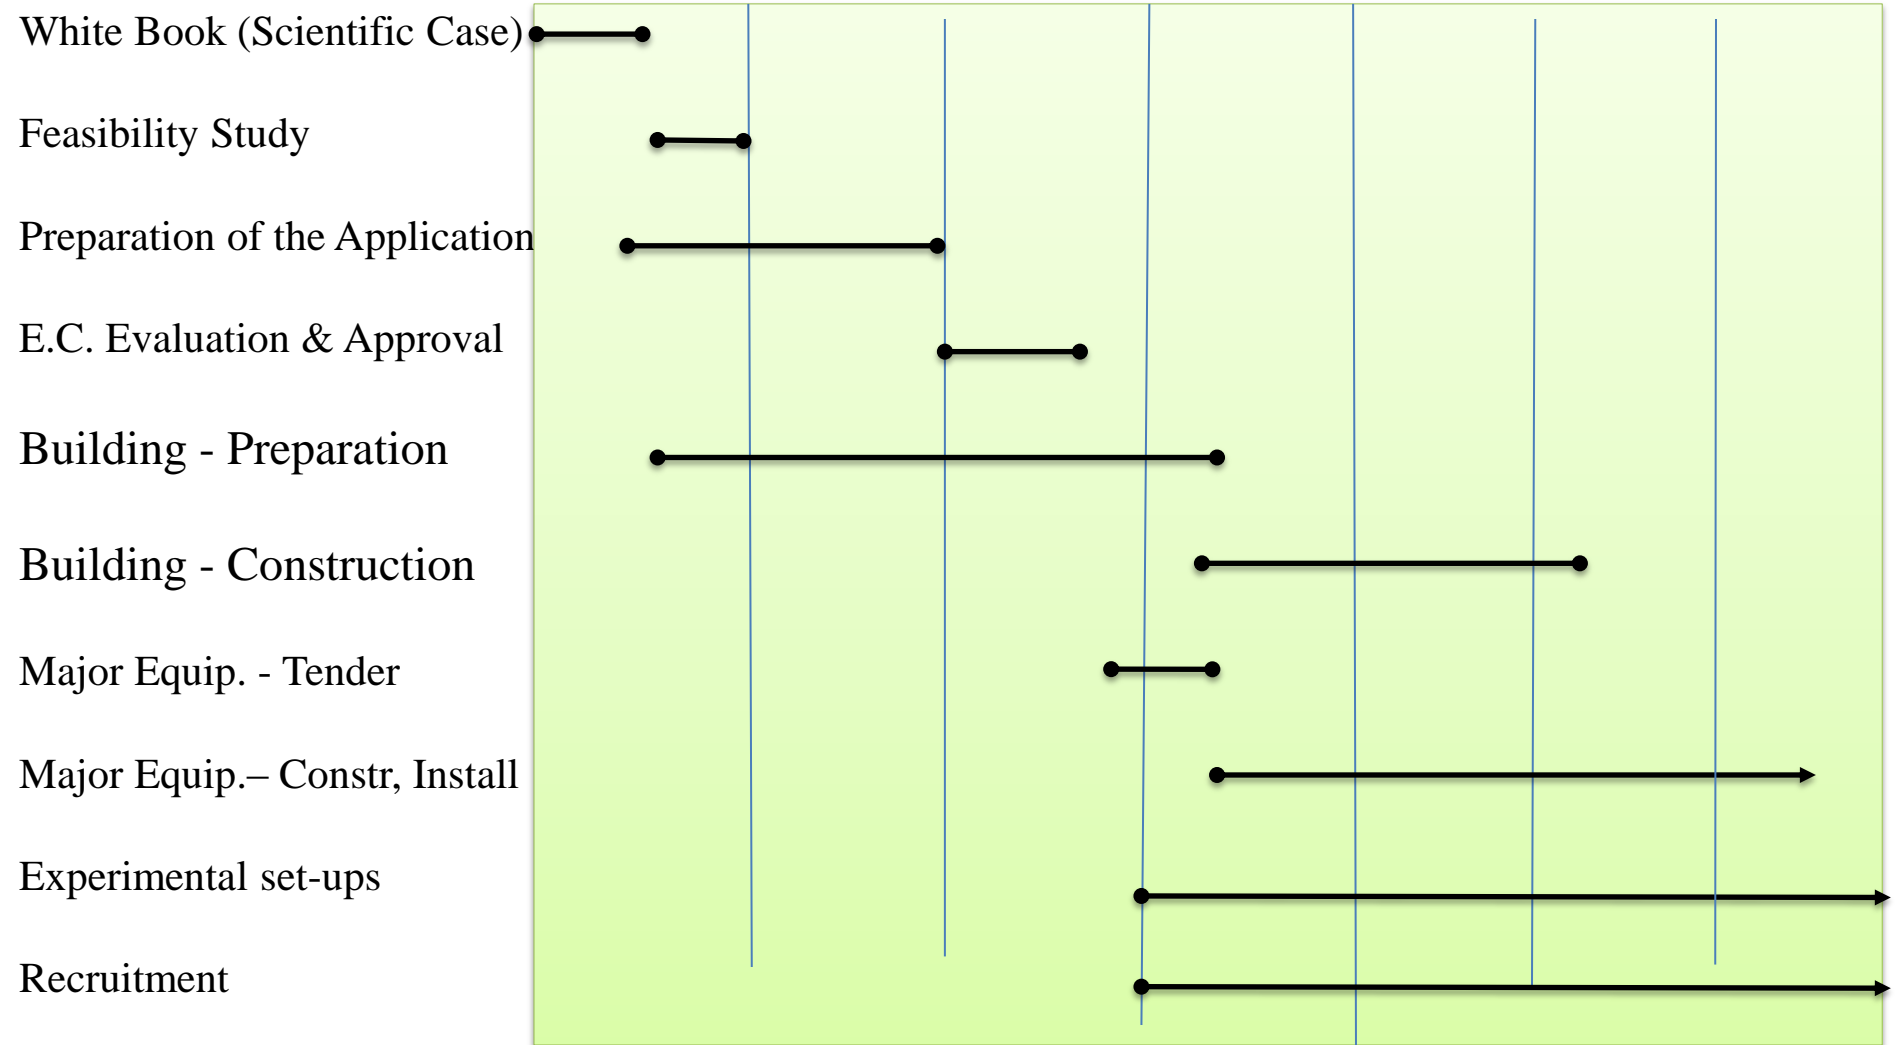 White Book (Scientific Case)
Feasibility Study
Preparation of the Application
E.C. Evaluation & Approval
Building - Preparation
Building - Construction
Major Equip. - Tender
Major Equip.– Constr, Install
Experimental set-ups
Recruitment